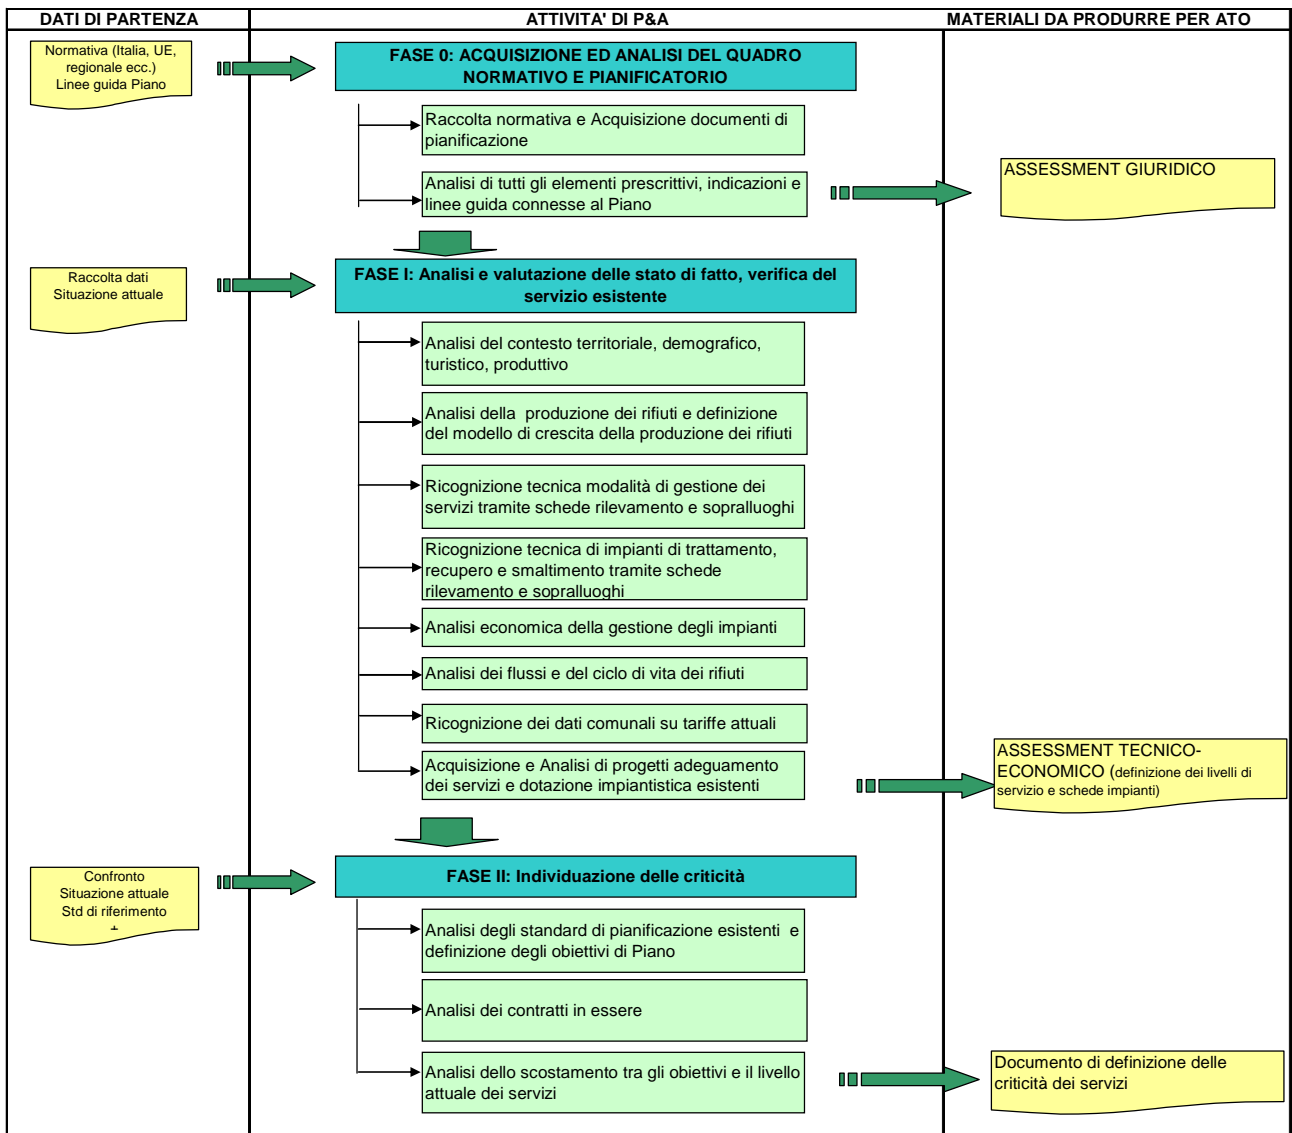 DATI DI PARTENZA
ATTIVITA' DI P&A
MATERIALI DA PRODURRE PER ATO
Normativa (Italia, UE,
regionale ecc.)
Linee guida Piano
FASE 0: ACQUISIZIONE ED ANALISI DEL QUADRO
NORMATIVO E PIANIFICATORIO
Raccolta normativa e Acquisizione documenti di
pianificazione
Analisi di tutti gli elementi prescrittivi, indicazioni e
linee guida connesse al Piano
ASSESSMENT GIURIDICO
Raccolta dati
Situazione attuale
FASE I: Analisi e valutazione delle stato di fatto, verifica del
servizio esistente
Analisi del contesto territoriale, demografico,
turistico, produttivo
Analisi della  produzione dei rifiuti e definizione
del modello di crescita della produzione dei rifiuti
Ricognizione tecnica modalità di gestione dei
servizi tramite schede rilevamento e sopralluoghi
Ricognizione tecnica di impianti di trattamento,
recupero e smaltimento tramite schede
rilevamento e sopralluoghi
Analisi economica della gestione degli impianti
Analisi dei flussi e del ciclo di vita dei rifiuti
Ricognizione dei dati comunali su tariffe attuali
Acquisizione e Analisi di progetti adeguamento
dei servizi e dotazione impiantistica esistenti
ASSESSMENT TECNICO-
ECONOMICO (definizione dei livelli di
servizio e schede impianti)
Confronto
Situazione attuale
Std di riferimento
+
FASE II: Individuazione delle criticità
Analisi degli standard di pianificazione esistenti  e
definizione degli obiettivi di Piano
Analisi dei contratti in essere
Analisi dello scostamento tra gli obiettivi e il livello
attuale dei servizi
Documento di definizione delle
criticità dei servizi